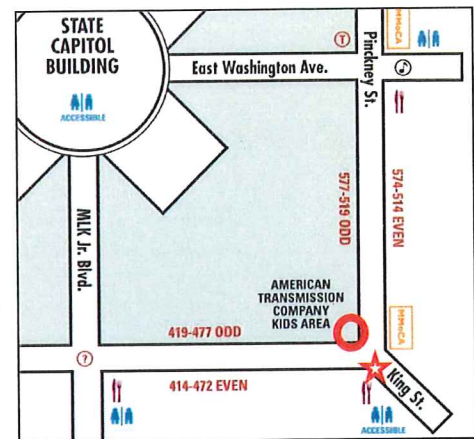 STATE
CAPITOL
BUILDING
ACCESSIBLE
East Washington Ave.
T
Pinckney St.
MMoCA
577-519 ODD
574-514 EVEN
MLK Jr. Blvd.
AMERICAN
TRANSMISSION
COMPANY
KIDS AREA
MMoCA
419-477 ODD
?
414-472 EVEN
King St.
ACCESSIBLE